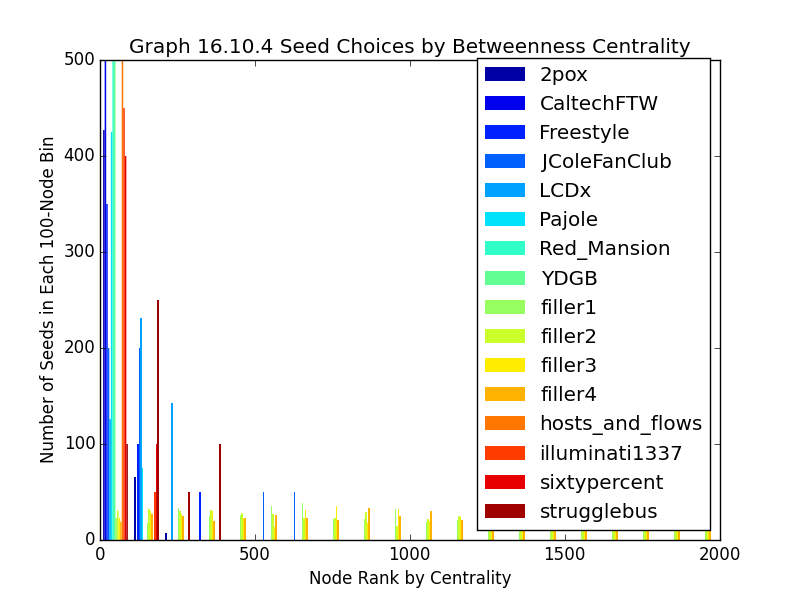 Graph 16.10.4 Seed Choices by Betweenness Centrality
Number of Seeds in Each 100-Node Bin
500
400
300
200
100
0
0
500
1000
1500
2000
Node Rank by Centrality
2pox
CaltechFTW
Freestyle
JColeFanClub
LCDx
Pajole
Red_Mansion
YDGB
filler1
filler2
filler3
filler4
hosts_and_flows
illuminati1337
sixtypercent
strugglebus